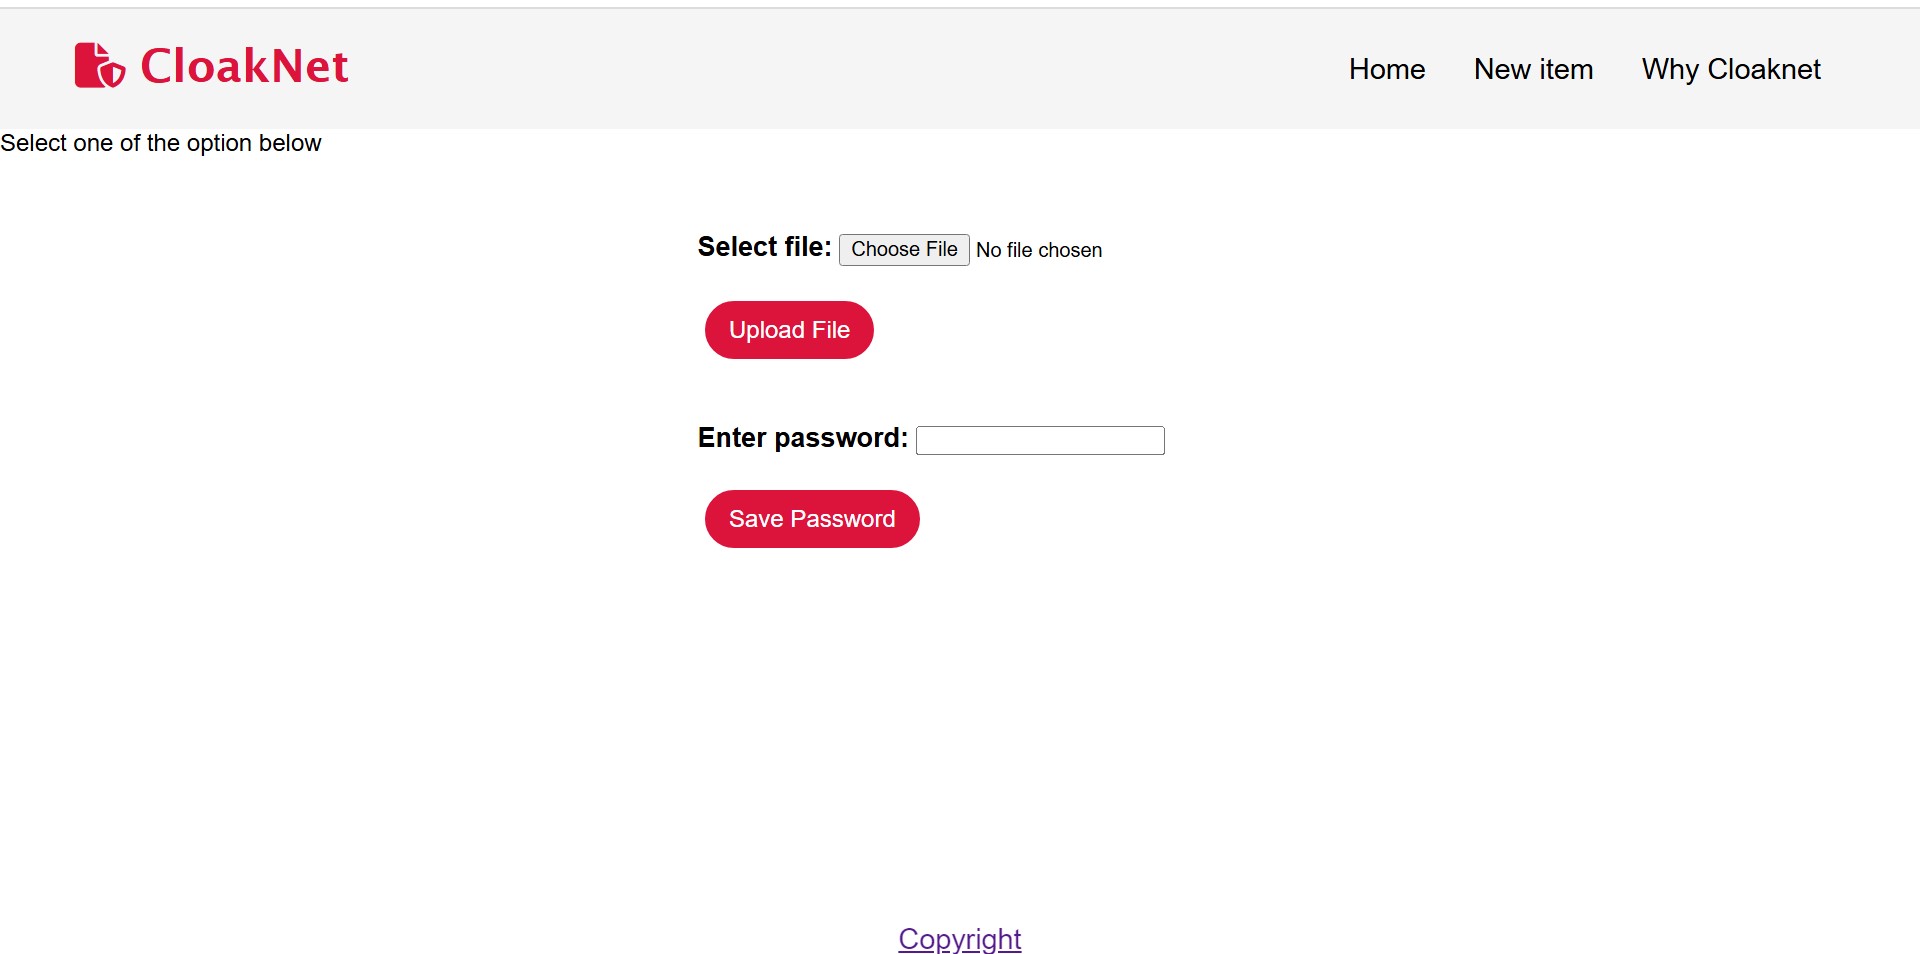 CloakNet
Home New item Why Cloaknet
Select one of the option below
Select file: Choose File No file chosen
Upload File
Enter password:
Save Password
Copyright